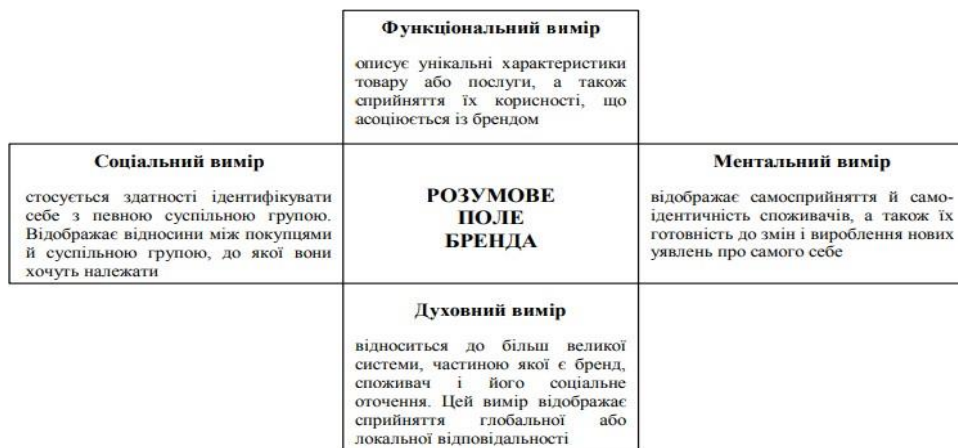 Функціональний вимір
описує унікальні характеристики
товару або послуги, а також
сприйняття їх корисності, що
асоціюється із брендом
Соціальний вимір
стосується здатності ідентифікувати
себе з певною суспільною групою.
Відображає відносини між покупцями
й суспільною групою, до якої вони
хочуть належати
РОЗУМОВЕ
ПОЛЕ
БРЕНДА
Ментальний вимір
відображає самосприйняття й само-
ідентичність споживачів, а також їх
готовність до змін і вироблення нових
уявлень про самого себе
Духовний вимір
відноситься до більш великої
системи, частиною якої є бренд,
споживач і його соціальне
оточення. Цей вимір відображає
сприйняття глобальної або
локальної відповідальності